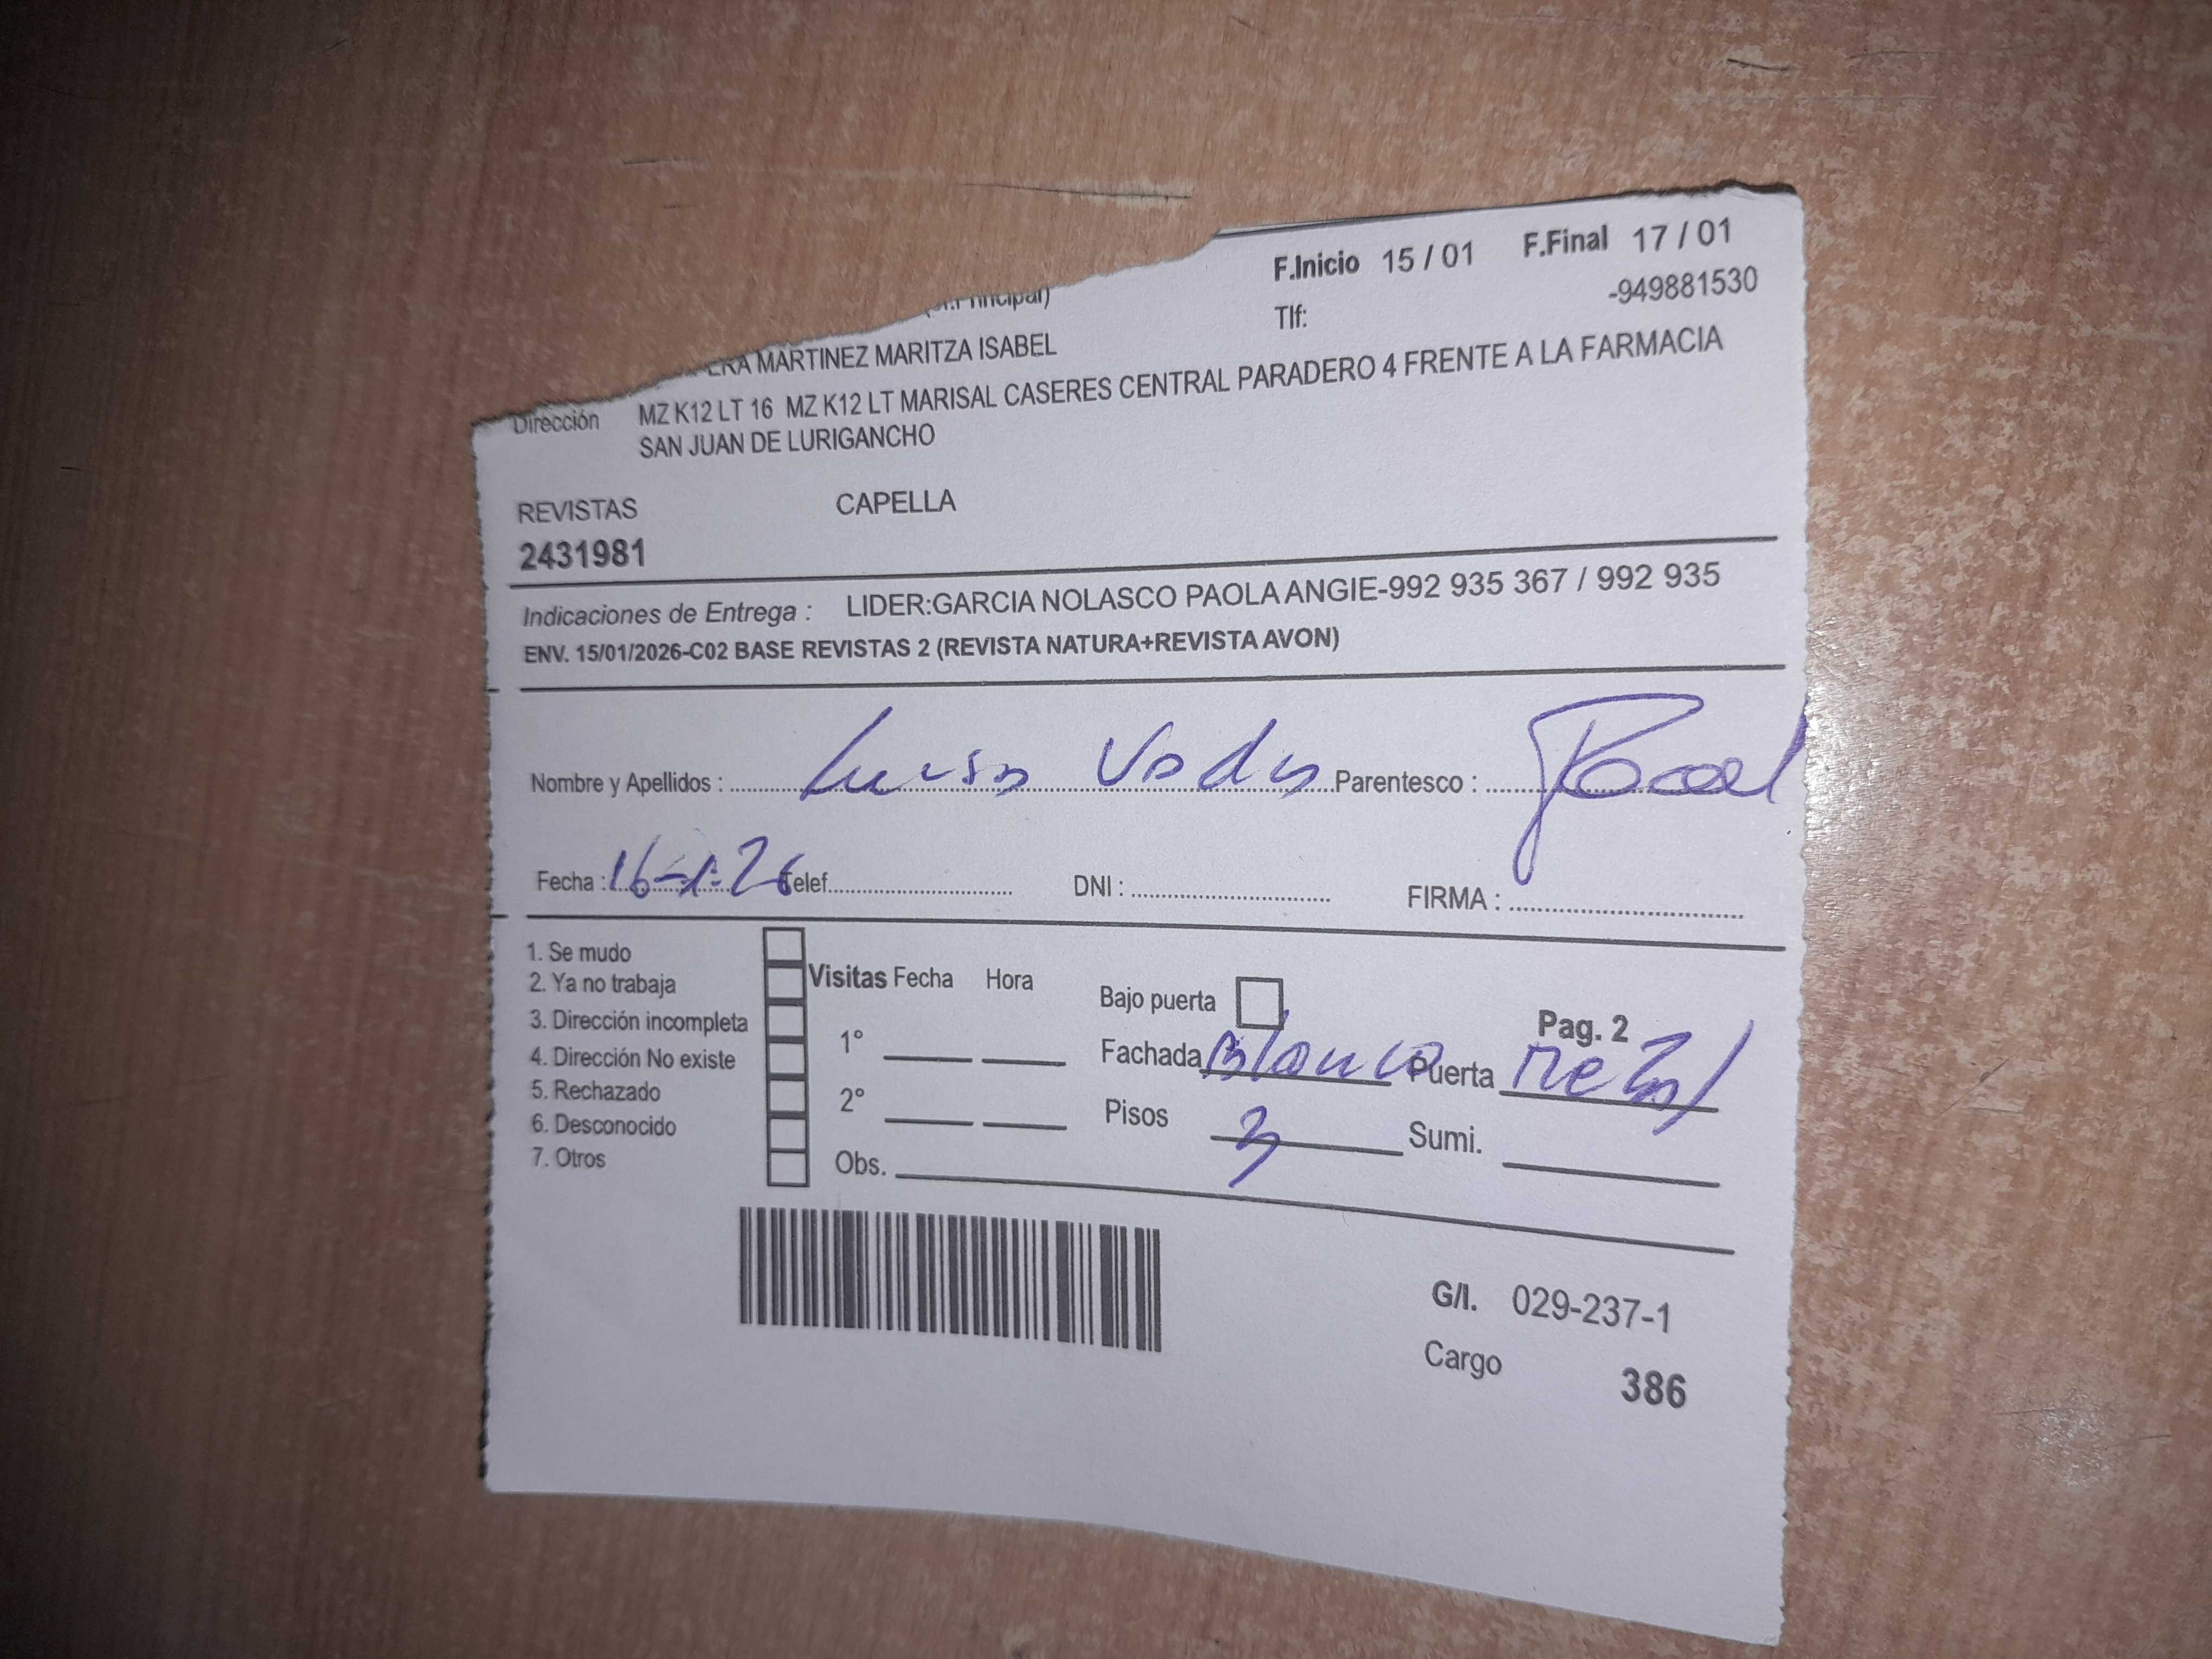 F.Inicio 15 / 01 F.Final 17 / 01
Principal)
Tlf: -949881530
ERA MARTINEZ MARITZA ISABEL
Dirección MZ K12 LT 16 MZ K12 LT MARISAL CASERES CENTRAL PARADERO 4 FRENTE A LA FARMACIA
SAN JUAN DE LURIGANCHO
REVISTAS CAPELLA
2431981
Indicaciones de Entrega : LIDER:GARCIA NOLASCO PAOLA ANGIE-992 935 367 / 992 935
ENV. 15/01/2026-C02 BASE REVISTAS 2 (REVISTA NATURA+REVISTA AVON)
Nombre y Apellidos : Luisa Parentesco :
Fecha : 16-1-26 Telef. DNI : FIRMA :
1. Se mudo
2. Ya no trabaja
3. Dirección incompleta
4. Dirección No existe
5. Rechazado
6. Desconocido
7. Otros
Visitas Fecha Hora
1°
2°
Obs.
Bajo puerta
Pag. 2
Fachada Blanco Puerta Metal
Pisos 3 Sumi.
G/I. 029-237-1
Cargo 386